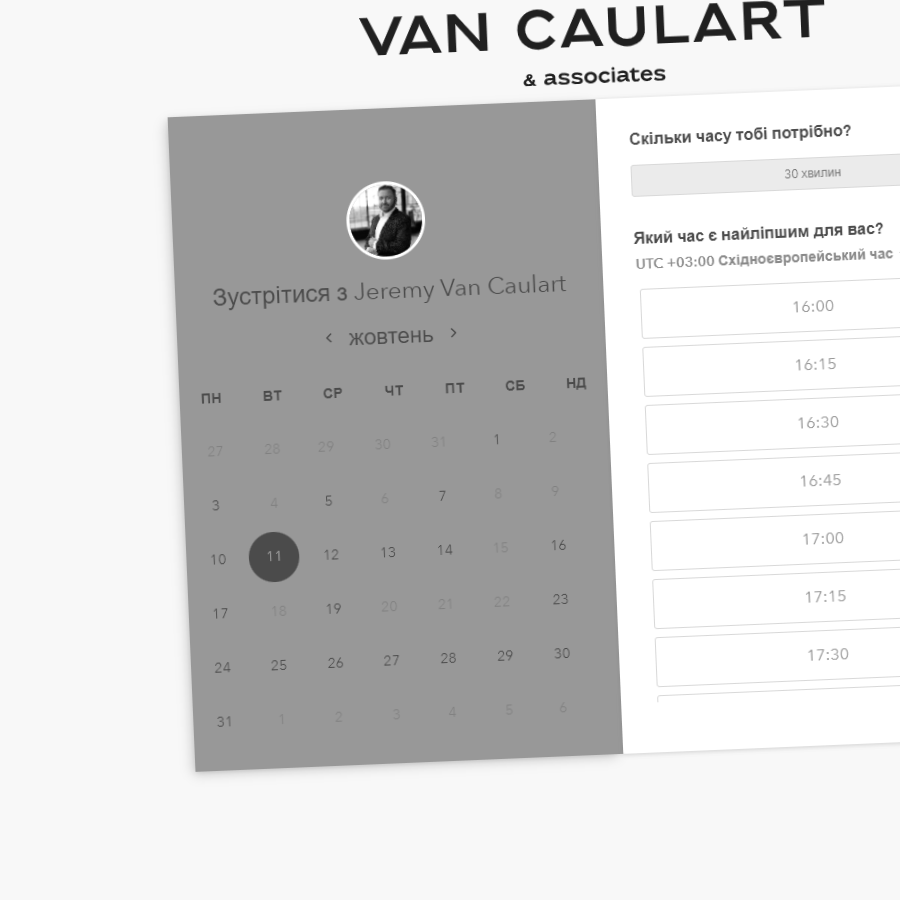 VAN CAULART
& associates
Зустрітися з Jeremy Van Caulart
‹ жовтень ›
ПН ВТ СР ЧТ ПТ СБ НД
27 28 29 30 31 1 2
3 4 5 6 7 8 9
10 11 12 13 14 15 16
17 18 19 20 21 22 23
24 25 26 27 28 29 30
31 1 2 3 4 5 6
Скільки часу тобі потрібно?
30 хвилин
Який час є найліпшим для вас?
UTC +03:00 Східноєвропейський час
16:00
16:15
16:30
16:45
17:00
17:15
17:30